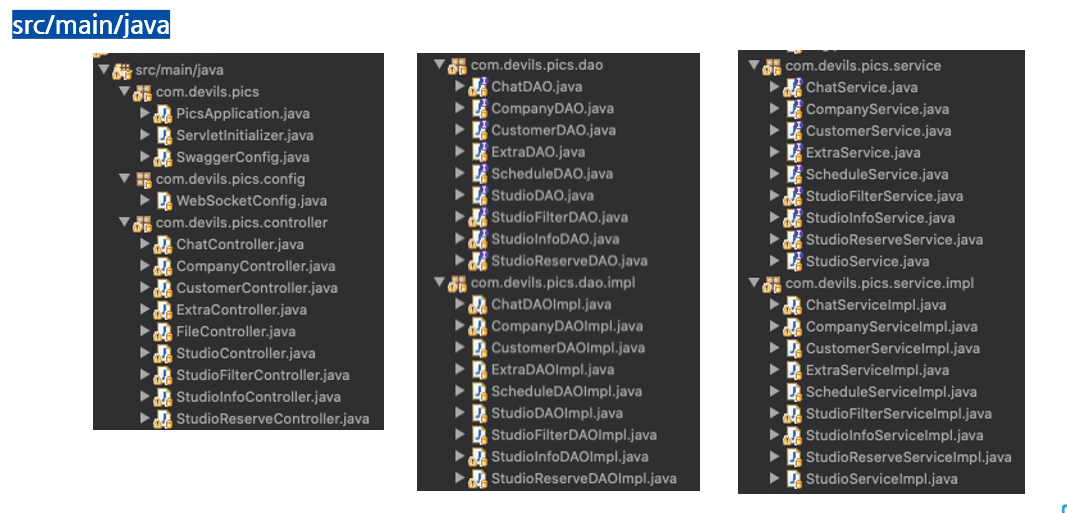 src/main/java
src/main/java
com.devils.pics
PicsApplication.java
ServletInitializer.java
SwaggerConfig.java
com.devils.pics.config
WebSocketConfig.java
com.devils.pics.controller
ChatController.java
CompanyController.java
CustomerController.java
ExtraController.java
FileController.java
StudioController.java
StudioFilterController.java
StudioInfoController.java
StudioReserveController.java
com.devils.pics.dao
ChatDAO.java
CompanyDAO.java
CustomerDAO.java
ExtraDAO.java
ScheduleDAO.java
StudioDAO.java
StudioFilterDAO.java
StudioInfoDAO.java
StudioReserveDAO.java
com.devils.pics.dao.impl
ChatDAOImpl.java
CompanyDAOImpl.java
CustomerDAOImpl.java
ExtraDAOImpl.java
ScheduleDAOImpl.java
StudioDAOImpl.java
StudioFilterDAOImpl.java
StudioInfoDAOImpl.java
StudioReserveDAOImpl.java
com.devils.pics.service
ChatService.java
CompanyService.java
CustomerService.java
ExtraService.java
ScheduleService.java
StudioFilterService.java
StudioInfoService.java
StudioReserveService.java
StudioService.java
com.devils.pics.service.impl
ChatServiceImpl.java
CompanyServiceImpl.java
CustomerServiceImpl.java
ExtraServiceImpl.java
ScheduleServiceImpl.java
StudioFilterServiceImpl.java
StudioInfoServiceImpl.java
StudioReserveServiceImpl.java
StudioServiceImpl.java